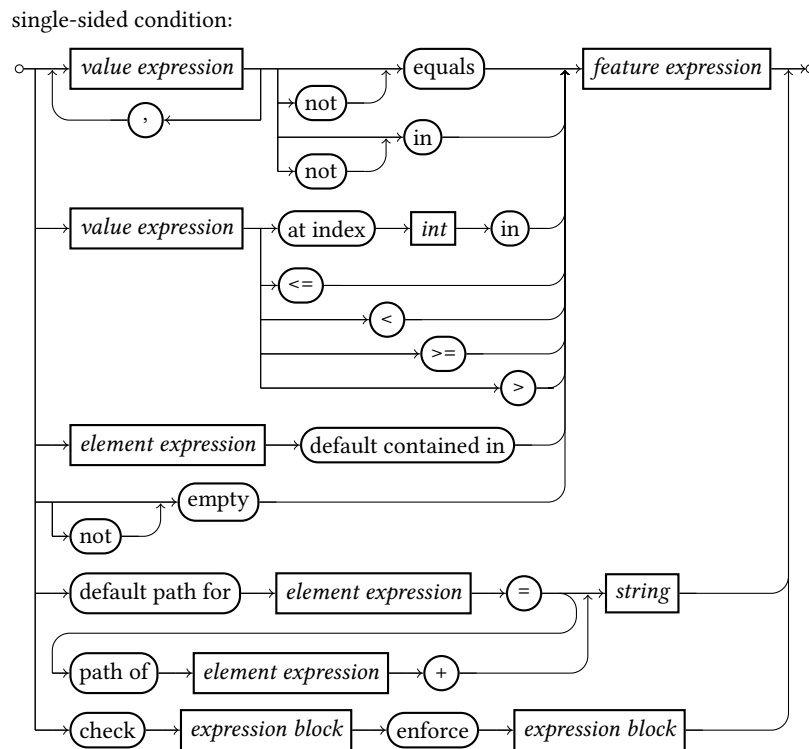 single-sided condition:
value expression equals feature expression
not
,
in
not
value expression at index int in
<=
<
>=
>
element expression default contained in
empty
not
default path for element expression = string
path of element expression +
check expression block enforce expression block